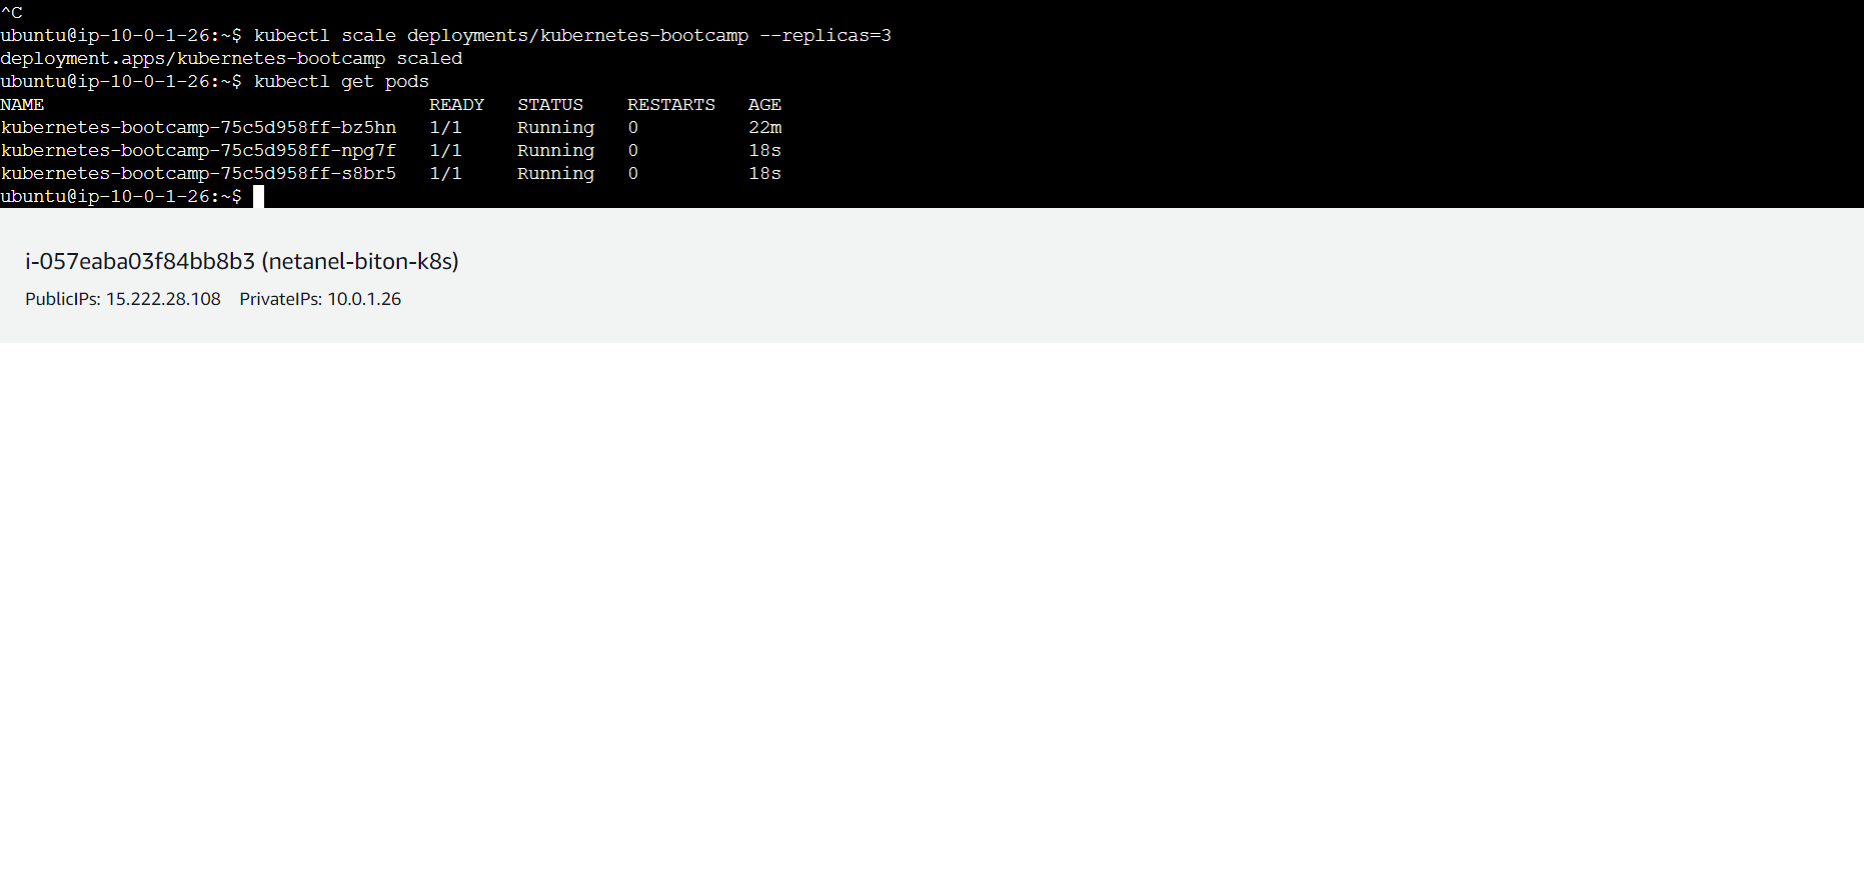 ^C
ubuntu@ip-10-0-1-26:~$ kubectl scale deployments/kubernetes-bootcamp --replicas=3
deployment.apps/kubernetes-bootcamp scaled
ubuntu@ip-10-0-1-26:~$ kubectl get pods
NAME READY STATUS RESTARTS AGE
kubernetes-bootcamp-75c5d958ff-bz5hn 1/1 Running 0 22m
kubernetes-bootcamp-75c5d958ff-npg7f 1/1 Running 0 18s
kubernetes-bootcamp-75c5d958ff-s8br5 1/1 Running 0 18s
ubuntu@ip-10-0-1-26:~$
i-057eaba03f84bb8b3 (netanel-biton-k8s)
PublicIPs: 15.222.28.108 PrivateIPs: 10.0.1.26